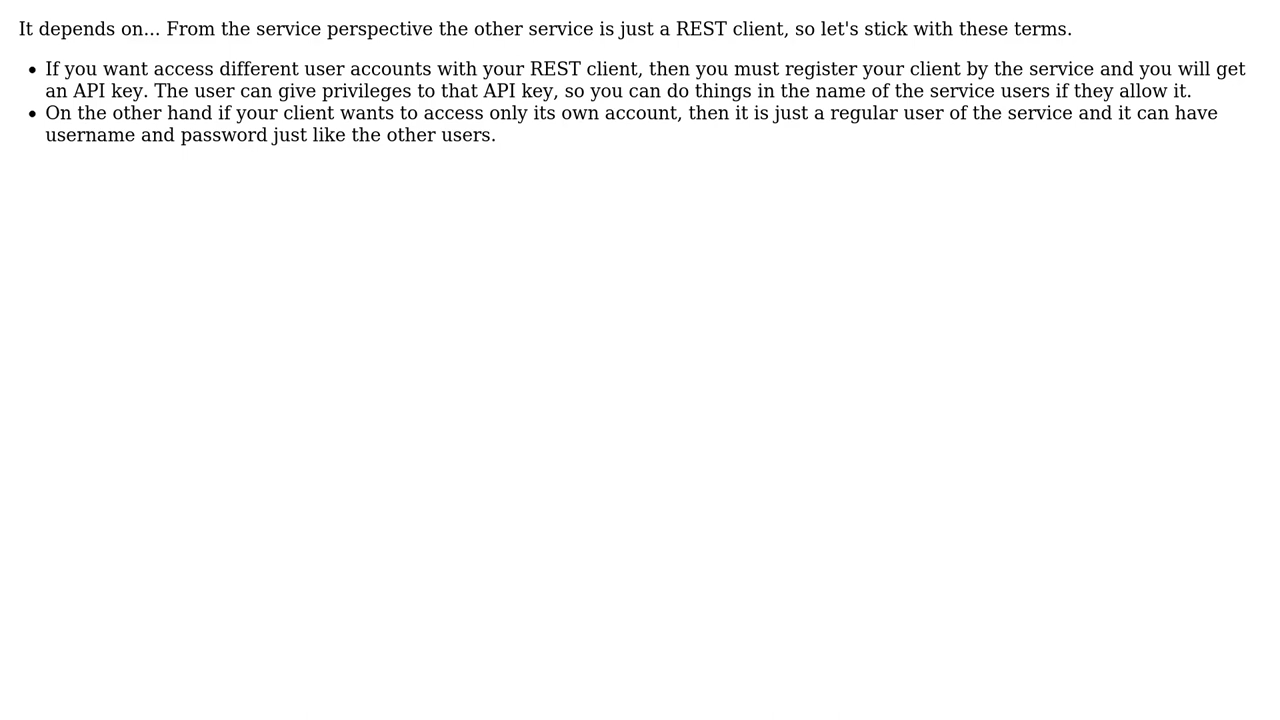 It depends on... From the service perspective the other service is just a REST client, so let's stick with these terms.
• If you want access different user accounts with your REST client, then you must register your client by the service and you will get
an API key. The user can give privileges to that API key, so you can do things in the name of the service users if they allow it.
• On the other hand if your client wants to access only its own account, then it is just a regular user of the service and it can have
username and password just like the other users.